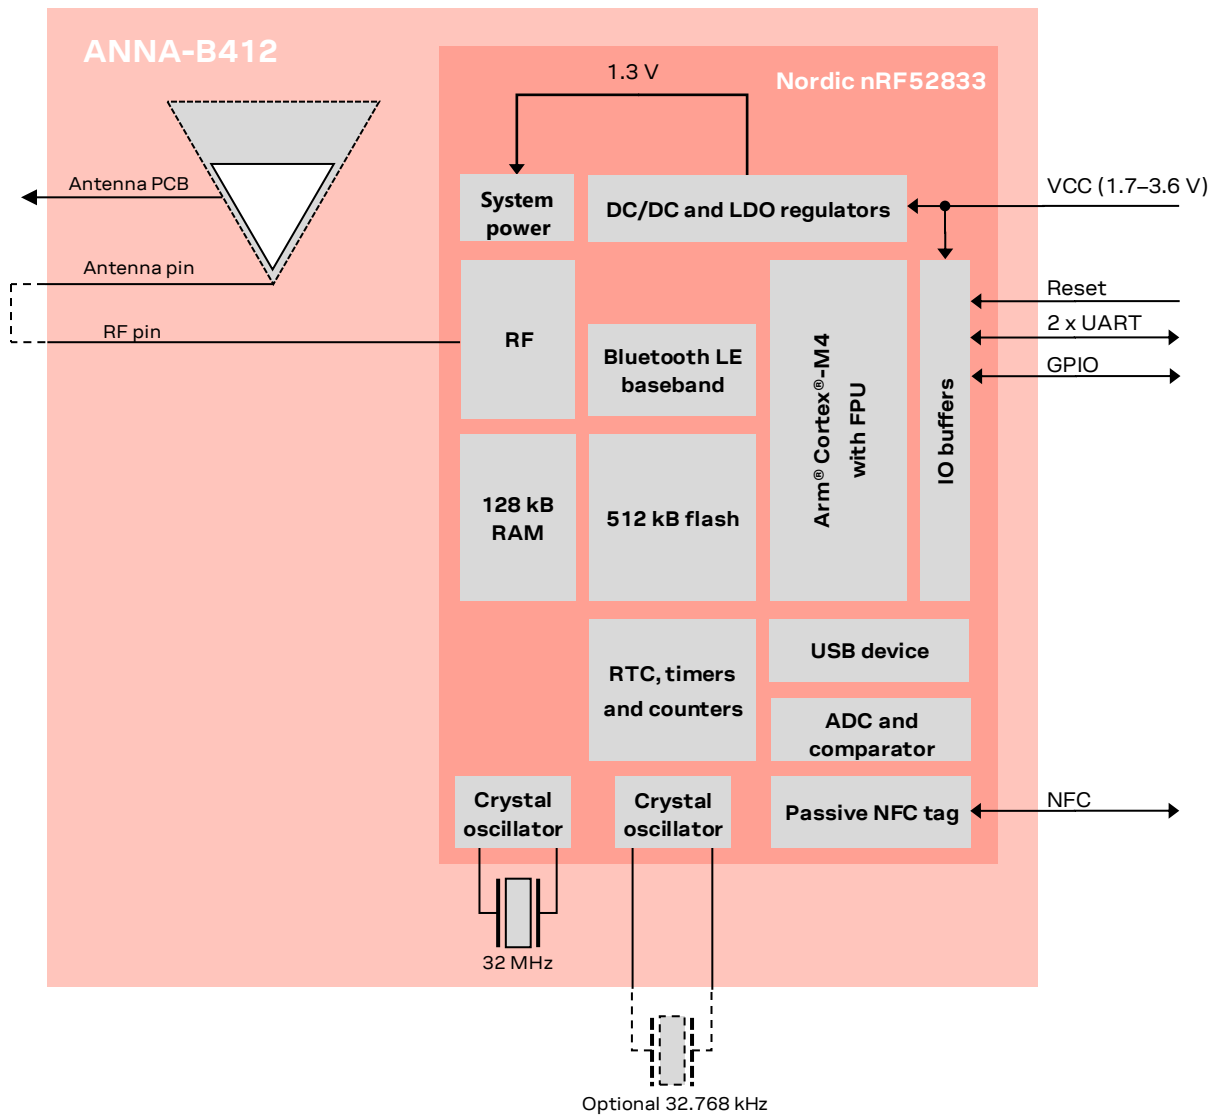 ANNA-B412
Nordic nRF52833
1.3 V
Antenna PCB
Antenna pin
RF pin
System
power
DC/DC and LDO regulators
VCC (1.7–3.6 V)
Reset
2 x UART
GPIO
RF
Bluetooth LE
baseband
Arm® Cortex®-M4
with FPU
IO buffers
128 kB
RAM
512 kB flash
RTC, timers
and counters
USB device
ADC and
comparator
Crystal
oscillator
Crystal
oscillator
Passive NFC tag
NFC
32 MHz
Optional 32.768 kHz